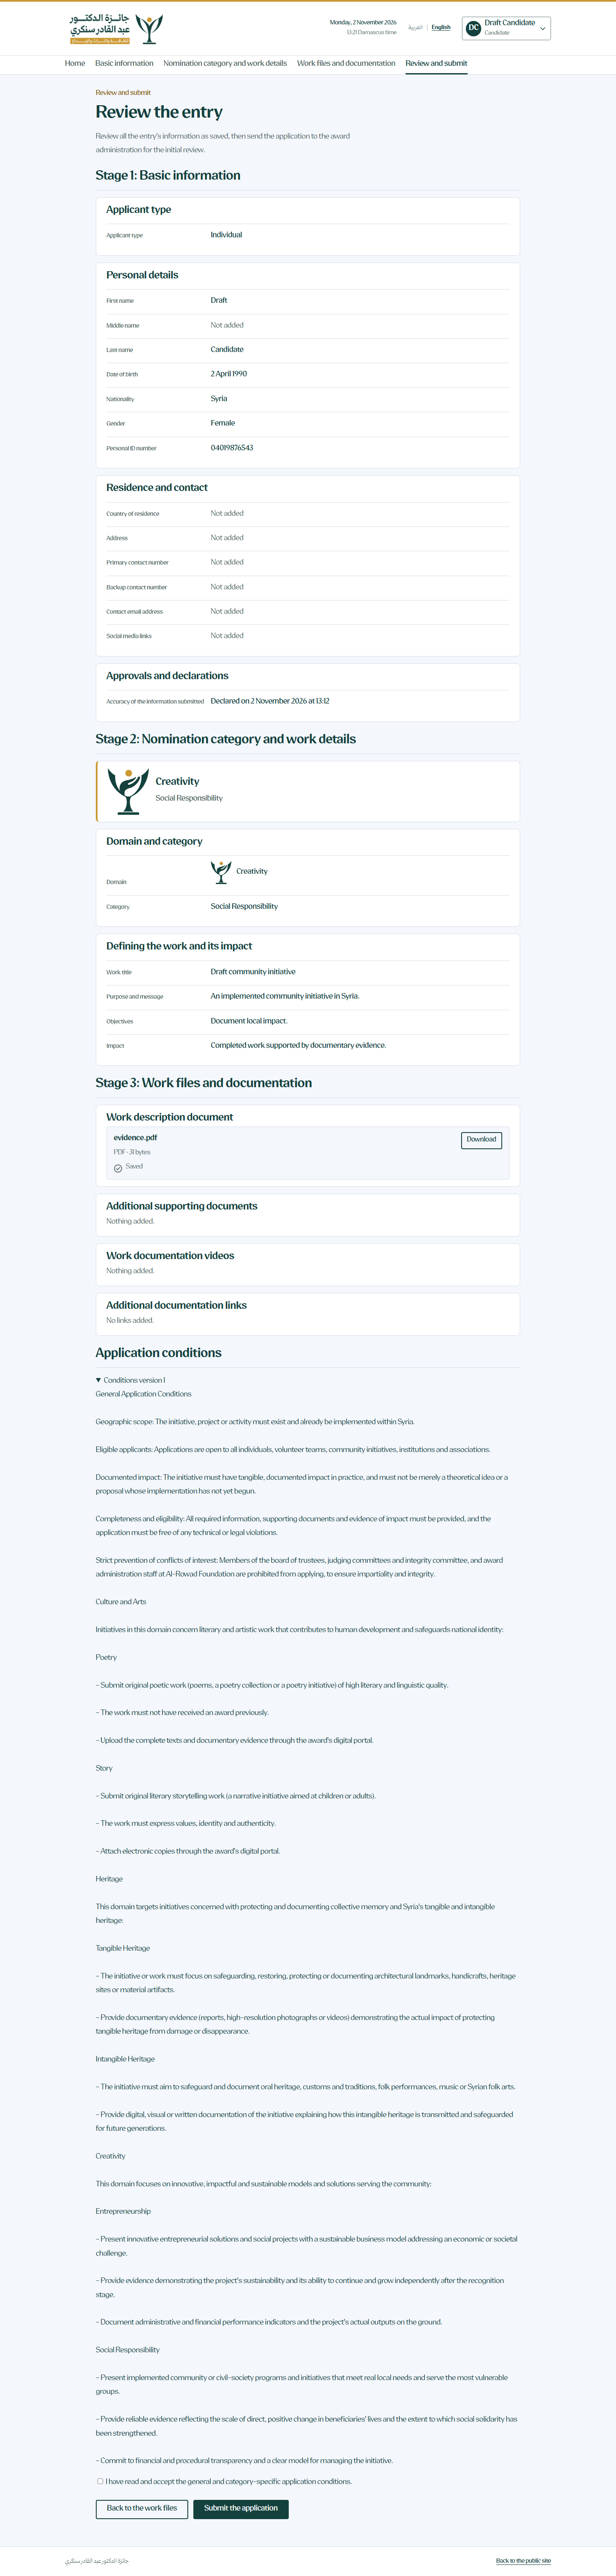 جائزة الدكتور
عبد القادر سنكري
للثقافة والتراث والإبداع
Monday, 2 November 2026
13:21 Damascus time
العربية
English
DC
Draft Candidate
Candidate
Home
Basic information
Nomination category and work details
Work files and documentation
Review and submit
Review and submit
Review the entry
Review all the entry's information as saved, then send the application to the award
administration for the initial review.
Stage 1: Basic information
Applicant type
Applicant type
Individual
Personal details
First name
Draft
Middle name
Not added
Last name
Candidate
Date of birth
2 April 1990
Nationality
Syria
Gender
Female
Personal ID number
04019876543
Residence and contact
Country of residence
Not added
Address
Not added
Primary contact number
Not added
Backup contact number
Not added
Contact email address
Not added
Social media links
Not added
Approvals and declarations
Accuracy of the information submitted
Declared on 2 November 2026 at 13:12
Stage 2: Nomination category and work details
Creativity
Social Responsibility
Domain and category
Domain
Creativity
Category
Social Responsibility
Defining the work and its impact
Work title
Draft community initiative
Purpose and message
An implemented community initiative in Syria.
Objectives
Document local impact.
Impact
Completed work supported by documentary evidence.
Stage 3: Work files and documentation
Work description document
evidence.pdf
PDF · 31 bytes
Saved
Download
Additional supporting documents
Nothing added.
Work documentation videos
Nothing added.
Additional documentation links
No links added.
Application conditions
▼ Conditions version 1
General Application Conditions
Geographic scope: The initiative, project or activity must exist and already be implemented within Syria.
Eligible applicants: Applications are open to all individuals, volunteer teams, community initiatives, institutions and associations.
Documented impact: The initiative must have tangible, documented impact in practice, and must not be merely a theoretical idea or a
proposal whose implementation has not yet begun.
Completeness and eligibility: All required information, supporting documents and evidence of impact must be provided, and the
application must be free of any technical or legal violations.
Strict prevention of conflicts of interest: Members of the board of trustees, judging committees and integrity committee, and award
administration staff at Al-Rowad Foundation are prohibited from applying, to ensure impartiality and integrity.
Culture and Arts
Initiatives in this domain concern literary and artistic work that contributes to human development and safeguards national identity:
Poetry
- Submit original poetic work (poems, a poetry collection or a poetry initiative) of high literary and linguistic quality.
- The work must not have received an award previously.
- Upload the complete texts and documentary evidence through the award's digital portal.
Story
- Submit original literary storytelling work (a narrative initiative aimed at children or adults).
- The work must express values, identity and authenticity.
- Attach electronic copies through the award's digital portal.
Heritage
This domain targets initiatives concerned with protecting and documenting collective memory and Syria's tangible and intangible
heritage:
Tangible Heritage
- The initiative or work must focus on safeguarding, restoring, protecting or documenting architectural landmarks, handicrafts, heritage
sites or material artifacts.
- Provide documentary evidence (reports, high-resolution photographs or videos) demonstrating the actual impact of protecting
tangible heritage from damage or disappearance.
Intangible Heritage
- The initiative must aim to safeguard and document oral heritage, customs and traditions, folk performances, music or Syrian folk arts.
- Provide digital, visual or written documentation of the initiative explaining how this intangible heritage is transmitted and safeguarded
for future generations.
Creativity
This domain focuses on innovative, impactful and sustainable models and solutions serving the community:
Entrepreneurship
- Present innovative entrepreneurial solutions and social projects with a sustainable business model addressing an economic or societal
challenge.
- Provide evidence demonstrating the project's sustainability and its ability to continue and grow independently after the recognition
stage.
- Document administrative and financial performance indicators and the project's actual outputs on the ground.
Social Responsibility
- Present implemented community or civil-society programs and initiatives that meet real local needs and serve the most vulnerable
groups.
- Provide reliable evidence reflecting the scale of direct, positive change in beneficiaries' lives and the extent to which social solidarity has
been strengthened.
- Commit to financial and procedural transparency and a clear model for managing the initiative.
I have read and accept the general and category-specific application conditions.
Back to the work files
Submit the application
جائزة الدكتور عبد القادر سنكري
Back to the public site